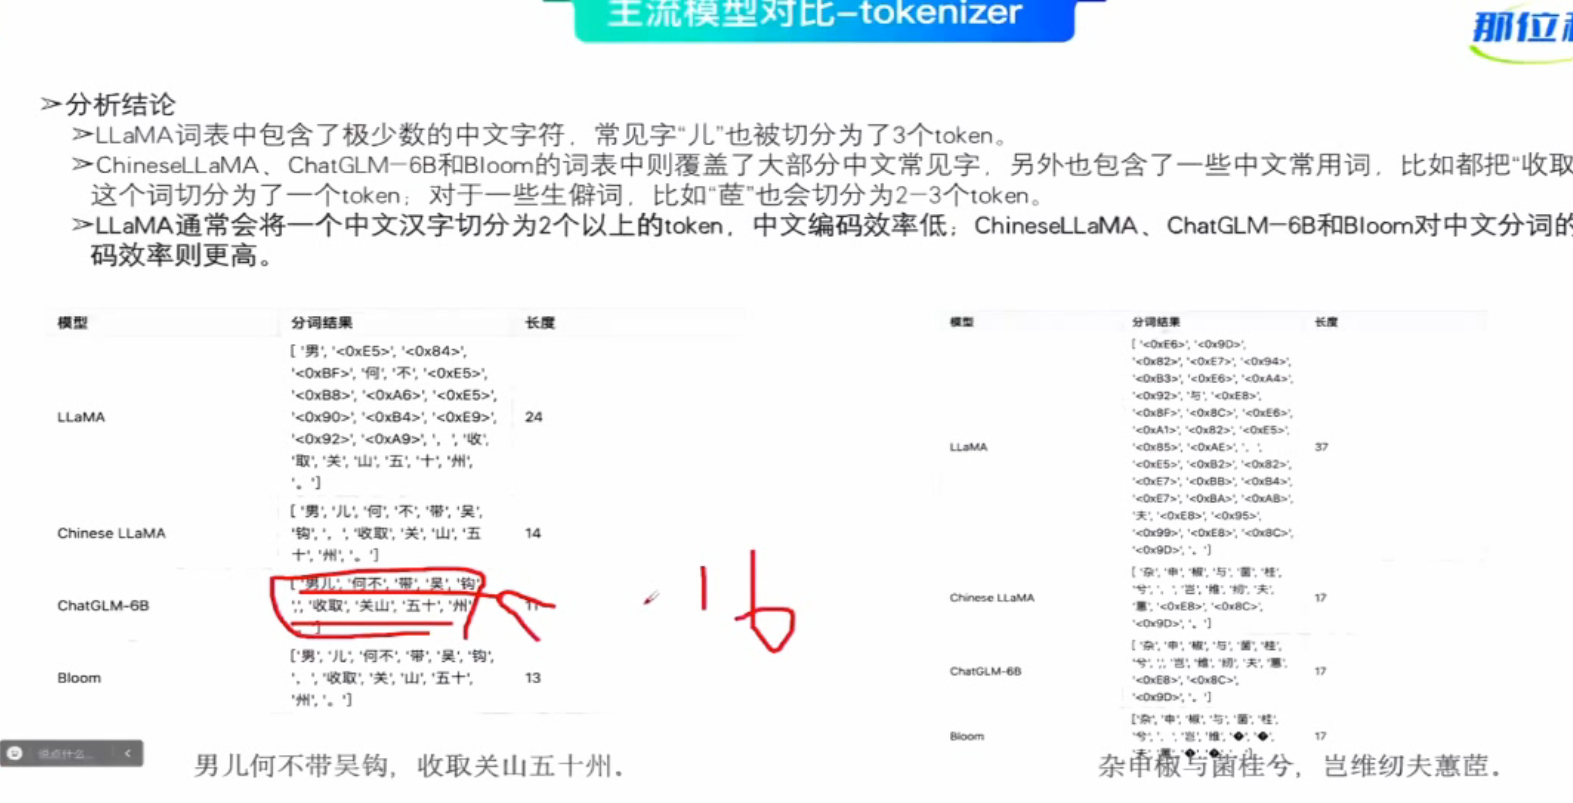 主流模型对比-tokenizer
那位科
➢分析结论
➢LLaMA词表中包含了极少数的中文字符，常见字“儿”也被切分为了3个token。
➢ChineseLLaMA、ChatGLM-6B和Bloom的词表中则覆盖了大部分中文常见字，另外也包含了一些中文常用词，比如都把“收取
这个词切分为了一个token；对于一些生僻词，比如“茝”也会切分为2-3个token。
➢LLaMA通常会将一个中文汉字切分为2个以上的token，中文编码效率低；ChineseLLaMA、ChatGLM-6B和Bloom对中文分词的
码效率则更高。
模型 分词结果 长度
LLaMA
['男', '<0xE5>', '<0x84>',
'<0xBF>', '何', '不', '<0xE5>',
'<0xB8>', '<0xA6>', '<0xE5>',
'<0x90>', '<0xB4>', '<0xE9>',
'<0x92>', '<0xA9>', '，', '收',
'取', '关', '山', '五', '十', '州',
'。']
24
Chinese LLaMA
['男', '儿', '何', '不', '带', '吴',
'钩', '，', '收取', '关', '山', '五
十', '州', '。']
14
ChatGLM-6B
['男儿', '何不', '带', '吴', '钩',
',', '收取', '关山', '五十', '州',
'。']
11
Bloom
['男', '儿', '何不', '带', '吴', '钩',
'，', '收取', '关', '山', '五十',
'州', '。']
13
男儿何不带吴钩，收取关山五十州。
模型 分词结果 长度
LLaMA
['<0xE6>', '<0x9D>',
'<0x82>', '<0xE7>', '<0x94>',
'<0xB3>', '<0xE6>', '<0xA4>',
'<0x92>', '与', '<0xE8>',
'<0x8F>', '<0x8C>', '<0xE6>',
'<0xA1>', '<0x82>', '<0xE5>',
'<0x85>', '<0xAE>', '，',
'<0xE5>', '<0xB2>', '<0x82>',
'<0xE7>', '<0xBB>', '<0xB4>',
'<0xE7>', '<0xBA>', '<0xAB>',
'夫', '<0xE8>', '<0x95>',
'<0x99>', '<0xE8>', '<0x8C>',
'<0x9D>', '。']
37
Chinese LLaMA
['杂', '申', '椒', '与', '菌', '桂',
'兮', '，', '岂', '维', '纫', '夫',
'蕙', '<0xE8>', '<0x8C>',
'<0x9D>', '。']
17
ChatGLM-6B
['杂', '申', '椒', '与', '菌', '桂',
'兮', ',', '岂', '维', '纫', '夫', '蕙',
'<0xE8>', '<0x8C>',
'<0x9D>', '。']
17
Bloom
['杂', '申', '椒', '与', '菌', '桂',
'兮', '，', '岂', '维', '�', '�',
'夫', '蕙', '�', '�', '。']
17
杂申椒与菌桂兮，岂维纫夫蕙茝。
说点什么...